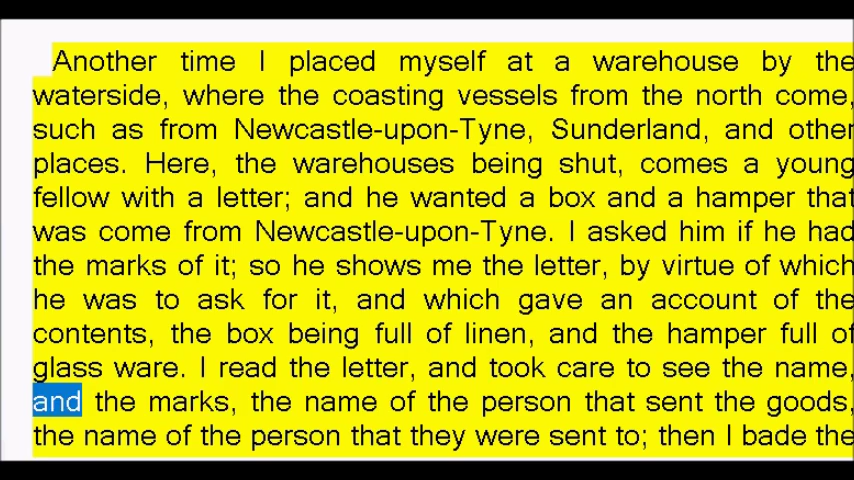 Another time I placed myself at a warehouse by the
waterside, where the coasting vessels from the north come,
such as from Newcastle-upon-Tyne, Sunderland, and other
places. Here, the warehouses being shut, comes a young
fellow with a letter; and he wanted a box and a hamper that
was come from Newcastle-upon-Tyne. I asked him if he had
the marks of it; so he shows me the letter, by virtue of which
he was to ask for it, and which gave an account of the
contents, the box being full of linen, and the hamper full of
glass ware. I read the letter, and took care to see the name,
and the marks, the name of the person that sent the goods,
the name of the person that they were sent to; then I bade the